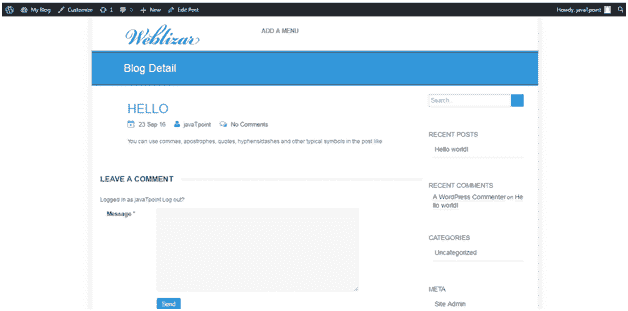 My Blog Customize 1 0 New Edit Post Howdy, javaTpoint
Weblizar ADD A MENU
Blog Detail
HELLO
23 Sep 16 javaTpoint No Comments
You can use commas, apostrophes, quotes, hyphens/dashes and other typical symbols in the post like
LEAVE A COMMENT
Logged in as javaTpoint Log out?
Message *
Send
Search
RECENT POSTS
Hello world!
RECENT COMMENTS
A WordPress Commenter on He
llo world!
CATEGORIES
Uncategorized
META
Site Admin